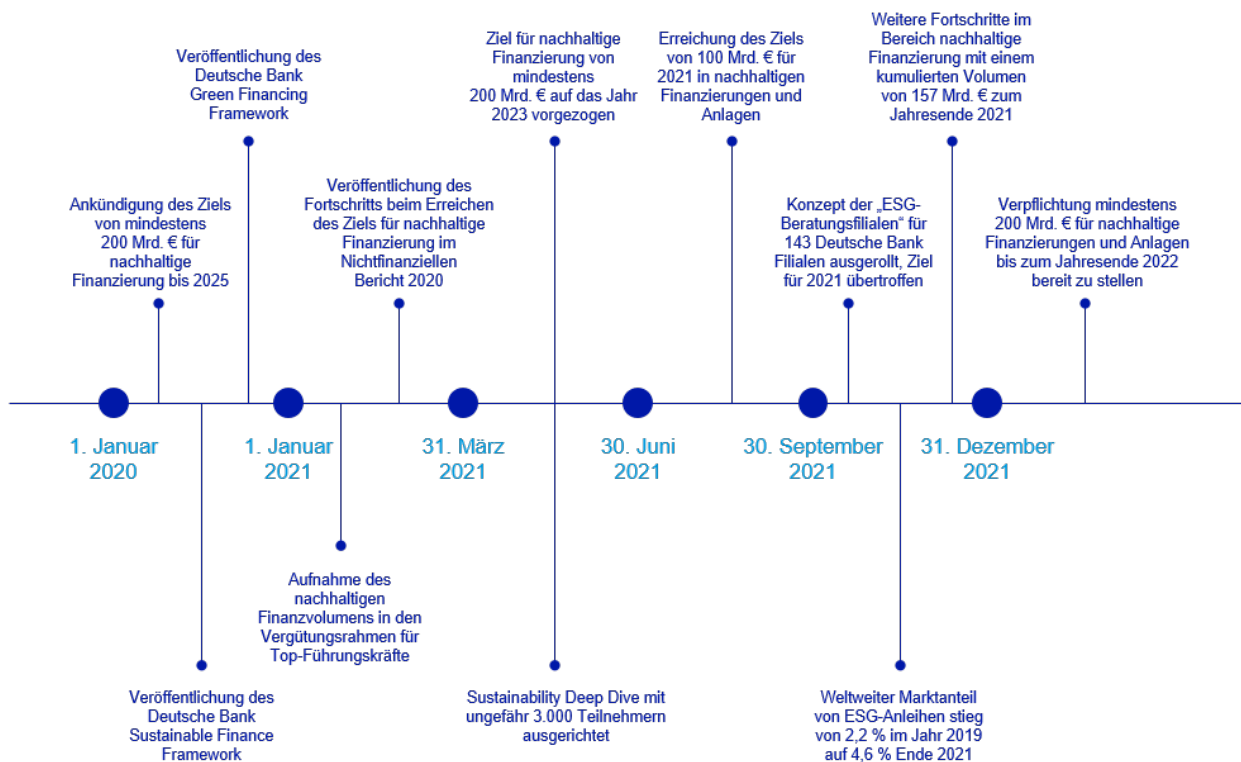 Veröffentlichung des
Deutsche Bank
Green Financing
Framework
Ziel für nachhaltige
Finanzierung von
mindestens
200 Mrd. € auf das Jahr
2023 vorgezogen
Erreichung des Ziels
von 100 Mrd. € für
2021 in nachhaltigen
Finanzierungen und
Anlagen
Weitere Fortschritte im
Bereich nachhaltige
Finanzierung mit einem
kumulierten Volumen
von 157 Mrd. € zum
Jahresende 2021
Ankündigung des Ziels
von mindestens
200 Mrd. € für
nachhaltige
Finanzierung bis 2025
Veröffentlichung des
Fortschritts beim Erreichen
des Ziels für nachhaltige
Finanzierung im
Nichtfinanziellen
Bericht 2020
Konzept der „ESG-
Beratungsfilialen“ für
143 Deutsche Bank
Filialen ausgerollt, Ziel
für 2021 übertroffen
Verpflichtung mindestens
200 Mrd. € für nachhaltige
Finanzierungen und Anlagen
bis zum Jahresende 2022
bereit zu stellen
1. Januar
2020
1. Januar
2021
31. März
2021
30. Juni
2021
30. September
2021
31. Dezember
2021
Aufnahme des
nachhaltigen
Finanzvolumens in den
Vergütungsrahmen für
Top-Führungskräfte
Veröffentlichung des
Deutsche Bank
Sustainable Finance
Framework
Sustainability Deep Dive mit
ungefähr 3.000 Teilnehmern
ausgerichtet
Weltweiter Marktanteil
von ESG-Anleihen stieg
von 2,2 % im Jahr 2019
auf 4,6 % Ende 2021